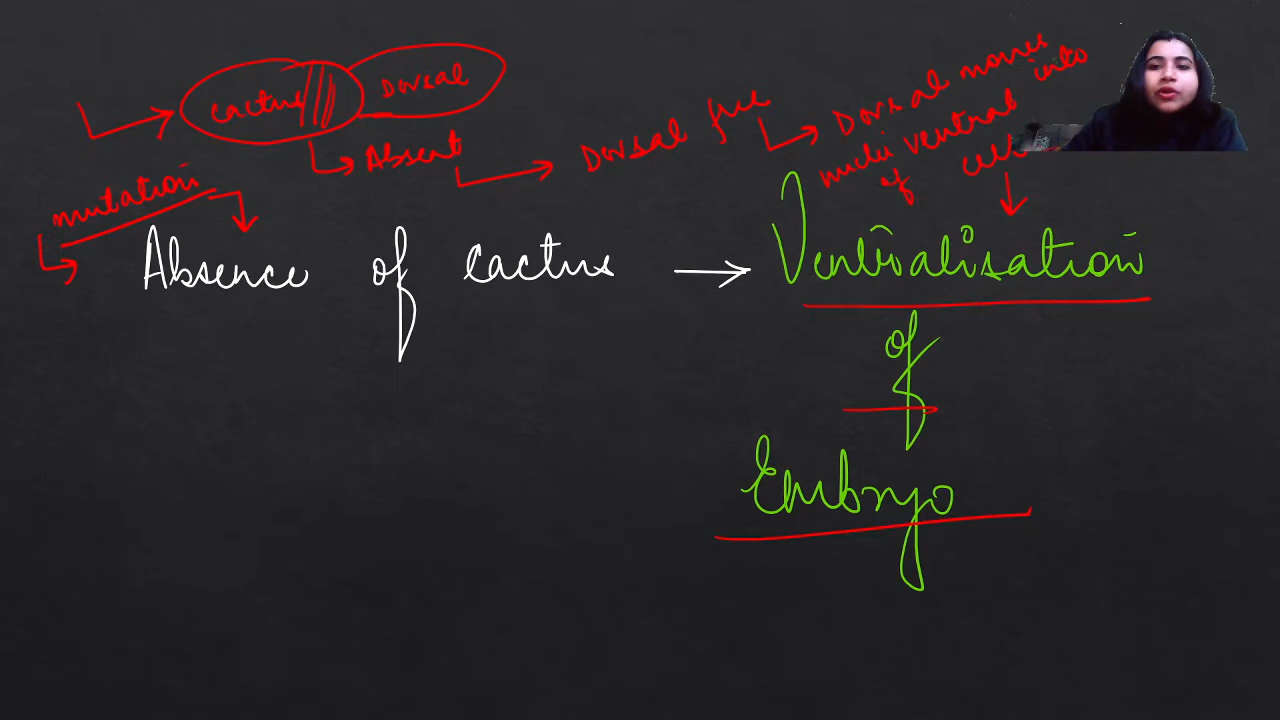 cactus Dorsal
Absent
Dorsal free
Dorsal moves into
nuclei of ventral
cell
mutation
Absence of cactus → Ventralisation
of
Embryo